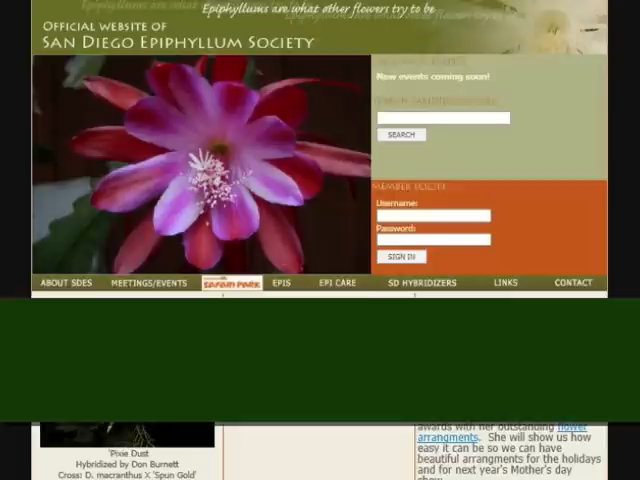 Epiphyllums are what other flowers try to be
OFFICIAL WEBSITE OF
SAN DIEGO EPIPHYLLUM SOCIETY
New events coming soon!
SEARCH
MEMBER LOGIN
Username:
Password:
SIGN IN
ABOUT SDES MEETINGS/EVENTS SAFARI PARK EPIS EPI CARE SD HYBRIDIZERS LINKS CONTACT
awards with her outstanding flower
arrangments. She will show us how
easy it can be so we can have
beautiful arrangements for the holidays
and for next year's Mother's day
'Pixie Dust
Hybridized by Don Burnett
Cross: D. macranthus X 'Spun Gold'